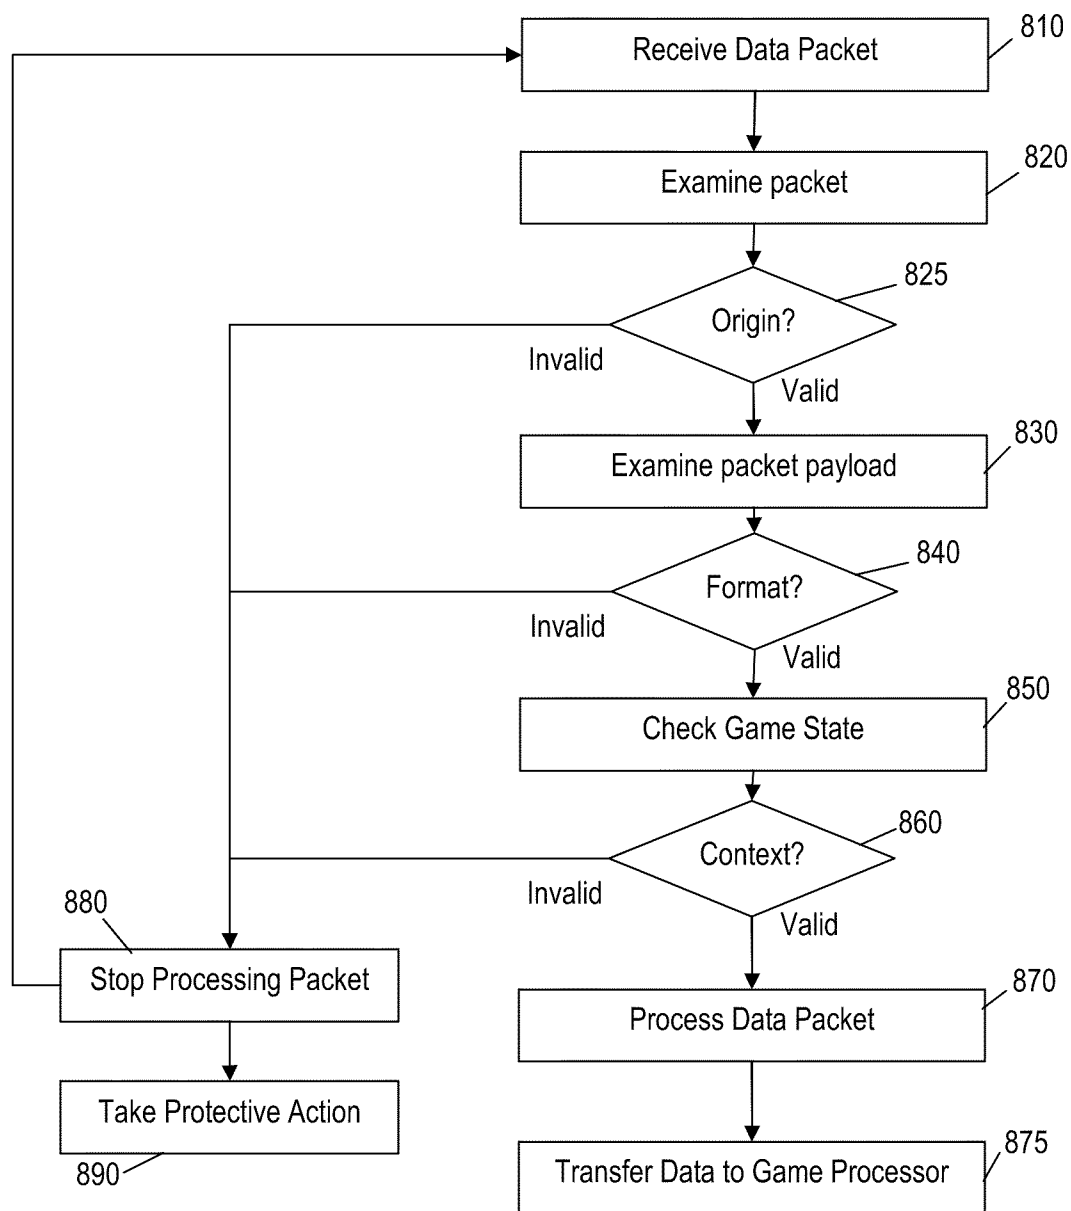 810
Receive Data Packet
820
Examine packet
825
Origin?
Invalid
Valid
830
Examine packet payload
840
Format?
Invalid
Valid
850
Check Game State
860
Context?
Invalid
Valid
880
Stop Processing Packet
870
Process Data Packet
Take Protective Action
890
875
Transfer Data to Game Processor